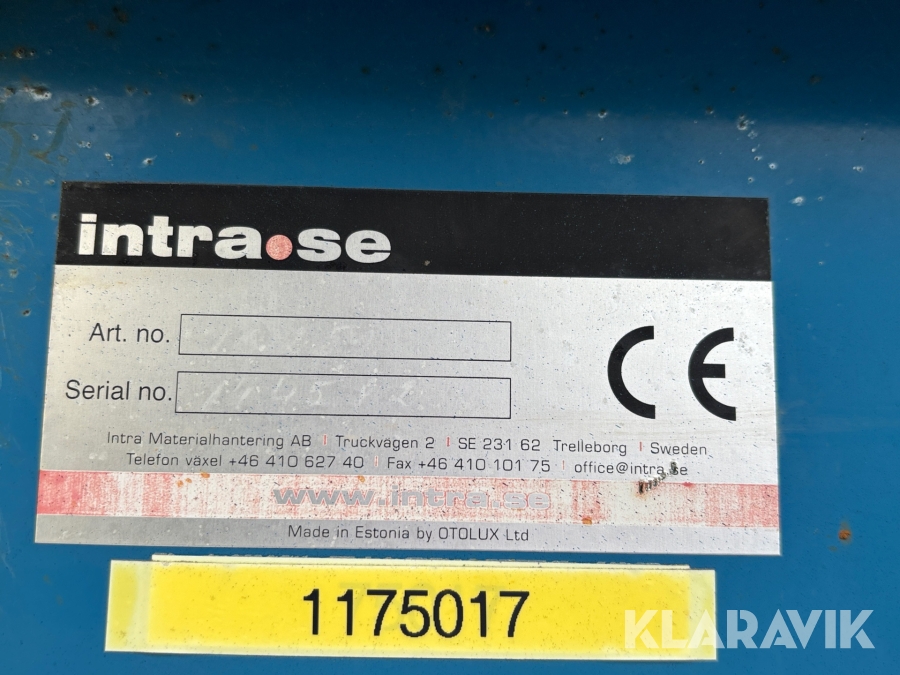 intra.se
Art. no.
Serial no.
CE
Intra Materialhantering AB | Truckvägen 2 | SE 231 62 Trelleborg | Sweden
Telefon växel +46 410 627 40 | Fax +46 410 101 75 | office@intra.se
www.intra.se
Made in Estonia by OTOLUX Ltd
1175017
KLARAVIK